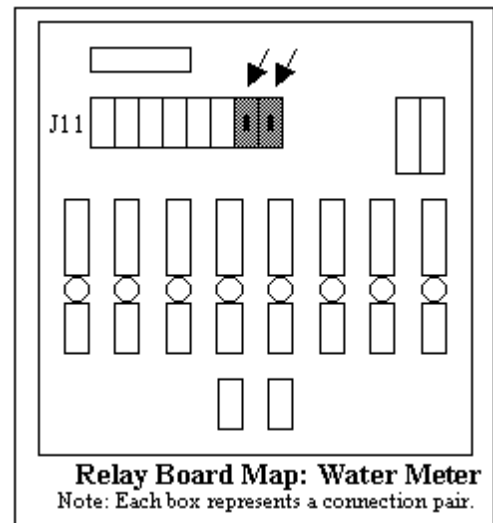 J11
Relay Board Map: Water Meter
Note: Each box represents a connection pair.